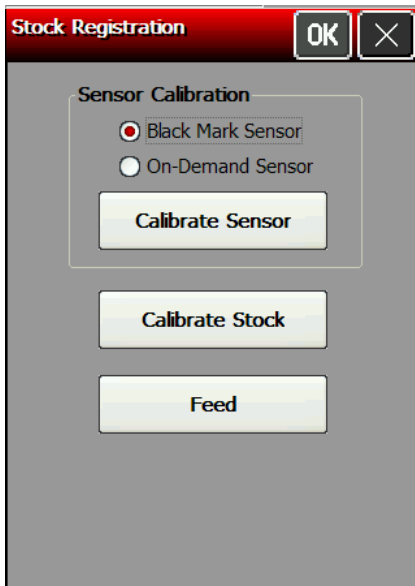 Stock Registration
OK
Sensor Calibration
Black Mark Sensor
On-Demand Sensor
Calibrate Sensor
Calibrate Stock
Feed